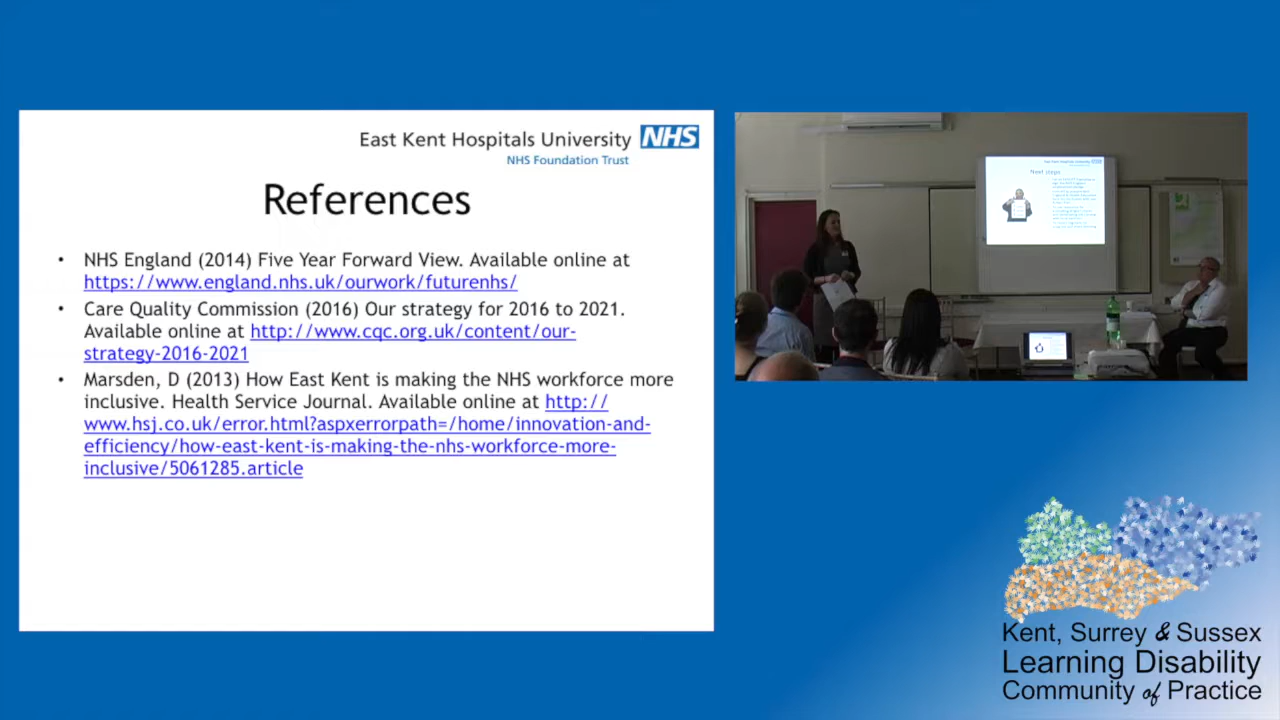 East Kent Hospitals University NHS
NHS Foundation Trust
References
• NHS England (2014) Five Year Forward View. Available online at
https://www.england.nhs.uk/ourwork/futurenhs/
• Care Quality Commission (2016) Our strategy for 2016 to 2021.
Available online at http://www.cqc.org.uk/content/our-
strategy-2016-2021
• Marsden, D (2013) How East Kent is making the NHS workforce more
inclusive. Health Service Journal. Available online at http://
www.hsj.co.uk/error.html?aspxerrorpath=/home/innovation-and-
efficiency/how-east-kent-is-making-the-nhs-workforce-more-
inclusive/5061285.article
Next steps
Kent, Surrey & Sussex
Learning Disability
Community of Practice